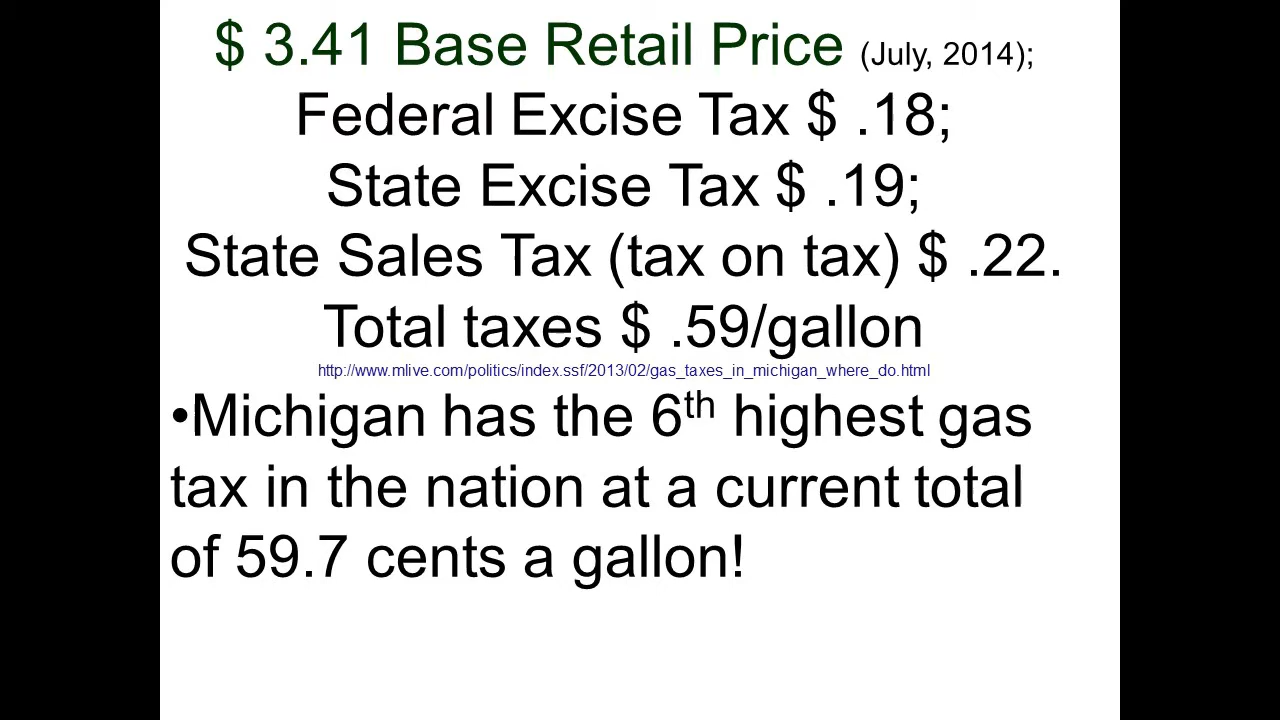 $ 3.41 Base Retail Price (July, 2014);
Federal Excise Tax $ .18;
State Excise Tax $ .19;
State Sales Tax (tax on tax) $ .22.
Total taxes $ .59/gallon
http://www.mlive.com/politics/index.ssf/2013/02/gas_taxes_in_michigan_where_do.html
•Michigan has the 6th highest gas
tax in the nation at a current total
of 59.7 cents a gallon!